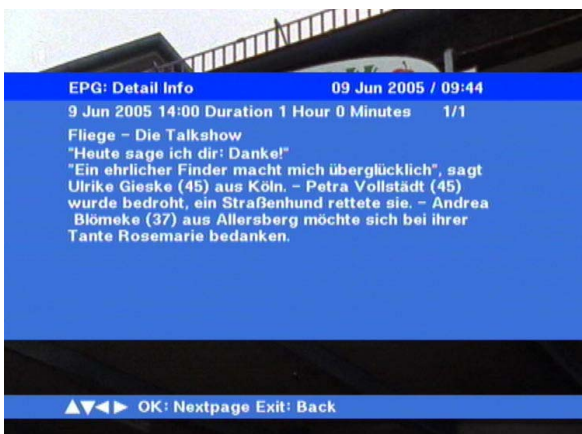 EPG: Detail Info 09 Jun 2005 / 09:44
9 Jun 2005 14:00 Duration 1 Hour 0 Minutes 1/1
Fliege – Die Talkshow
"Heute sage ich dir: Danke!"
"Ein ehrlicher Finder macht mich überglücklich", sagt
Ulrike Gieske (45) aus Köln. – Petra Vollstädt (45)
wurde bedroht, ein Straßenhund rettete sie. – Andrea
Blömeke (37) aus Allersberg möchte sich bei ihrer
Tante Rosemarie bedanken.
▲▼◀▶ OK: Nextpage Exit: Back